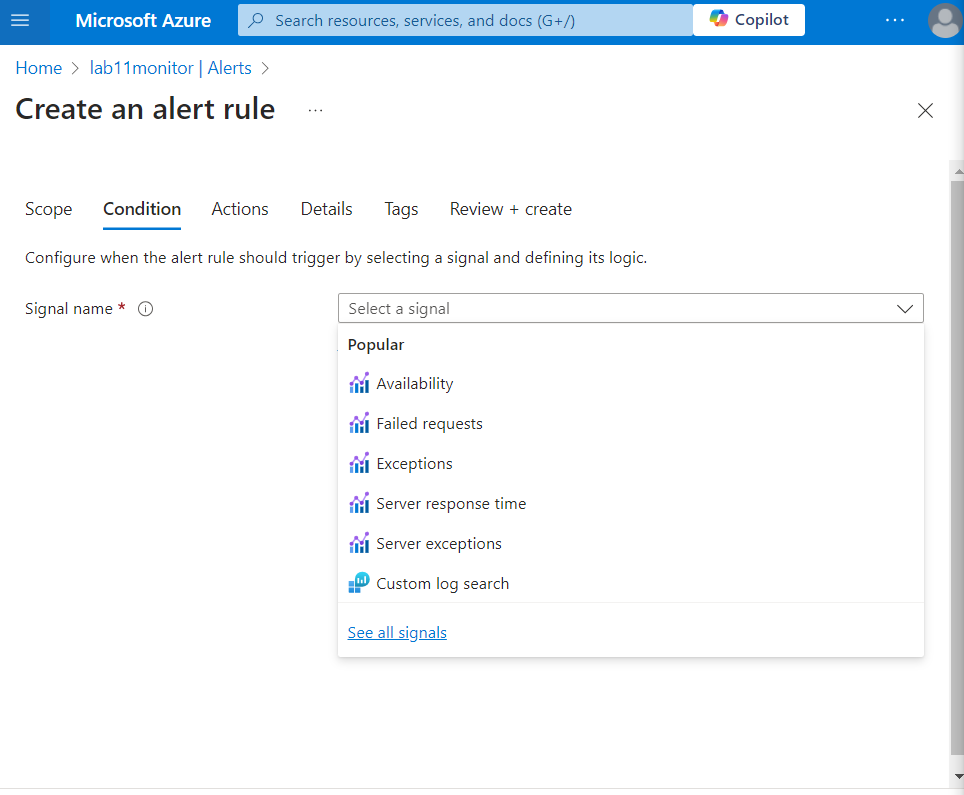 Microsoft Azure
Search resources, services, and docs (G+/)
Copilot
Home > lab11monitor | Alerts >
Create an alert rule ...
Scope Condition Actions Details Tags Review + create
Configure when the alert rule should trigger by selecting a signal and defining its logic.
Signal name *
Select a signal
Popular
Availability
Failed requests
Exceptions
Server response time
Server exceptions
Custom log search
See all signals